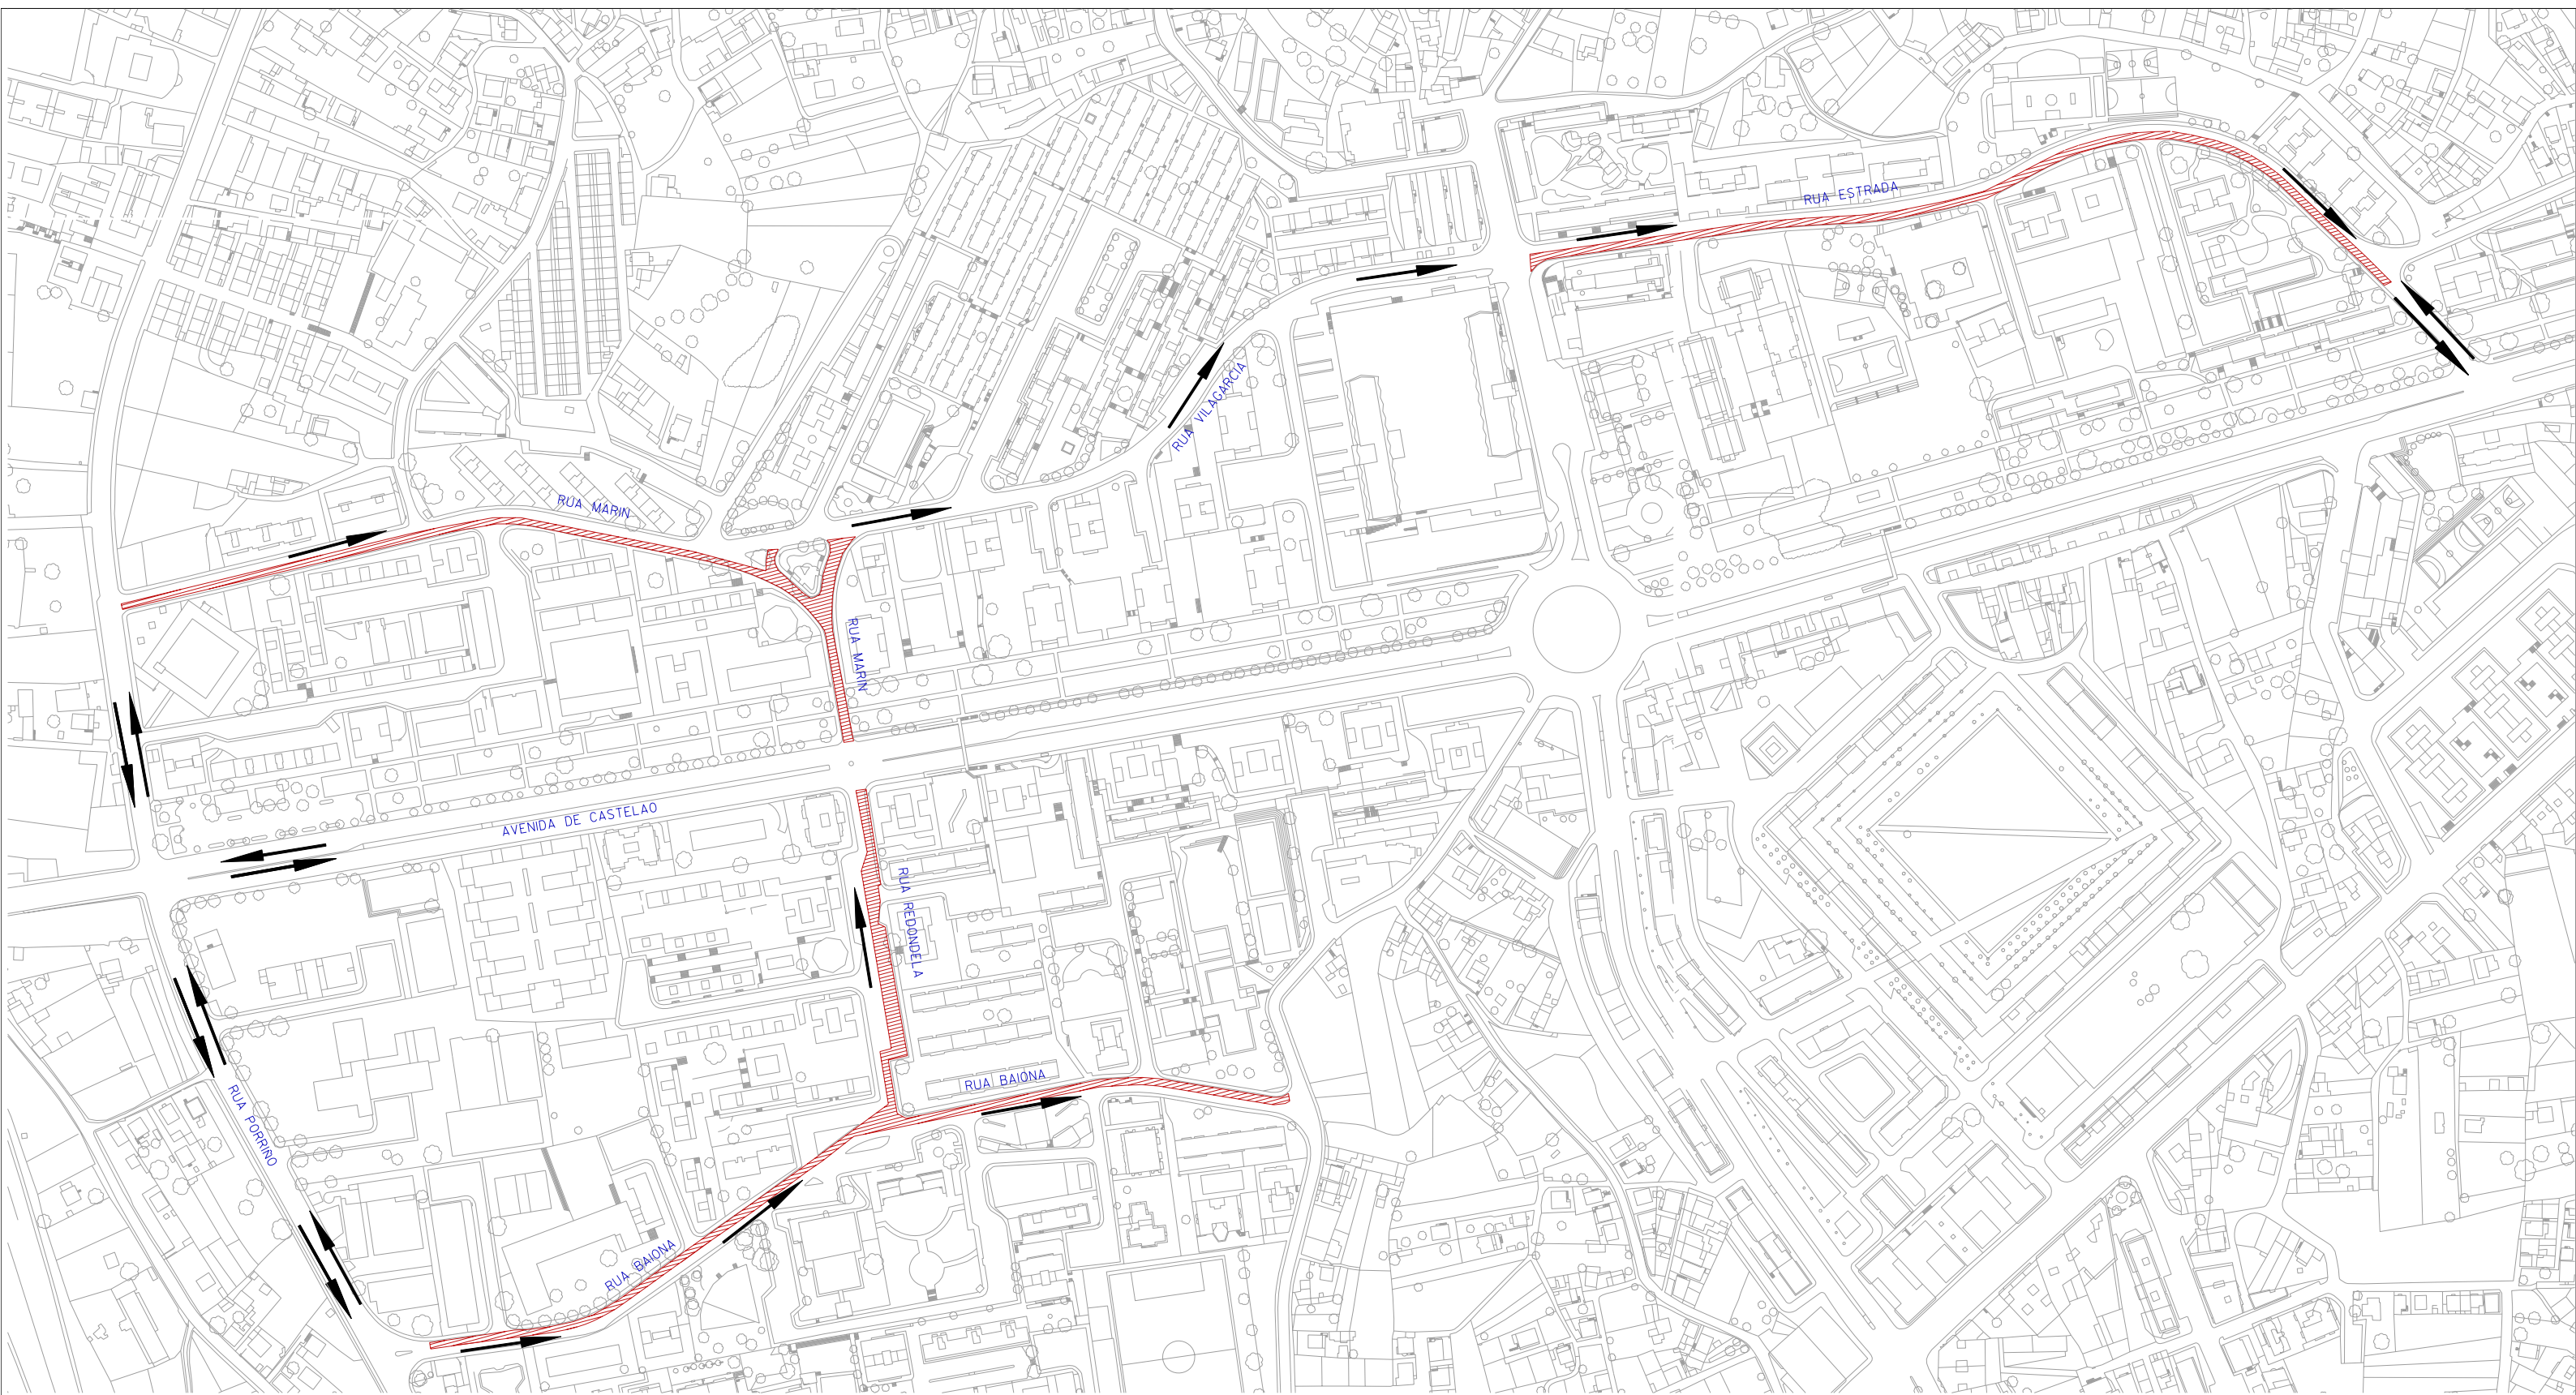 RUA ESTRADA
RUA VILAGARCIA
RUA MARIN
RUA MARIN
AVENIDA DE CASTELAO
RUA REDONDELA
RUA BAIONA
RUA PORRIÑO
RUA BAIONA